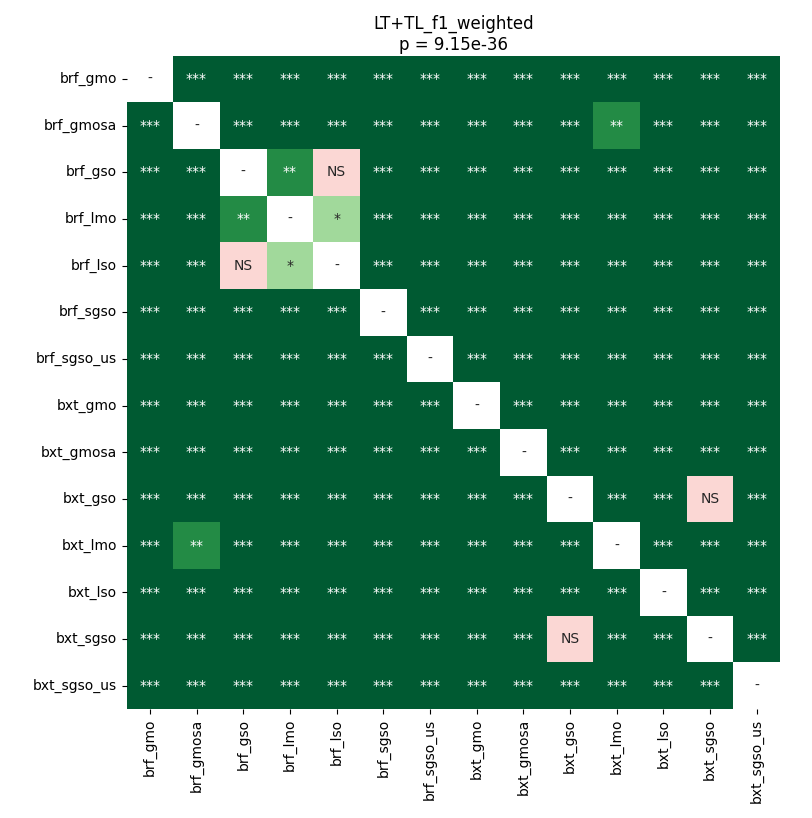 LT+TL_f1_weighted
p = 9.15e-36
brf_gmo - *** *** *** *** *** *** *** *** *** *** *** *** ***
brf_gmosa *** - *** *** *** *** *** *** *** *** ** *** *** ***
brf_gso *** *** - ** NS *** *** *** *** *** *** *** *** ***
brf_lmo *** *** ** - * *** *** *** *** *** *** *** *** ***
brf_lso *** *** NS * - *** *** *** *** *** *** *** *** ***
brf_sgso *** *** *** *** *** - *** *** *** *** *** *** *** ***
brf_sgso_us *** *** *** *** *** *** - *** *** *** *** *** *** ***
bxt_gmo *** *** *** *** *** *** *** - *** *** *** *** *** ***
bxt_gmosa *** *** *** *** *** *** *** *** - *** *** *** *** ***
bxt_gso *** *** *** *** *** *** *** *** *** - *** *** NS ***
bxt_lmo *** ** *** *** *** *** *** *** *** *** - *** *** ***
bxt_lso *** *** *** *** *** *** *** *** *** *** *** - *** ***
bxt_sgso *** *** *** *** *** *** *** *** *** NS *** *** - ***
bxt_sgso_us *** *** *** *** *** *** *** *** *** *** *** *** *** -
brf_gmo brf_gmosa brf_gso brf_lmo brf_lso brf_sgso brf_sgso_us bxt_gmo bxt_gmosa bxt_gso bxt_lmo bxt_lso bxt_sgso bxt_sgso_us